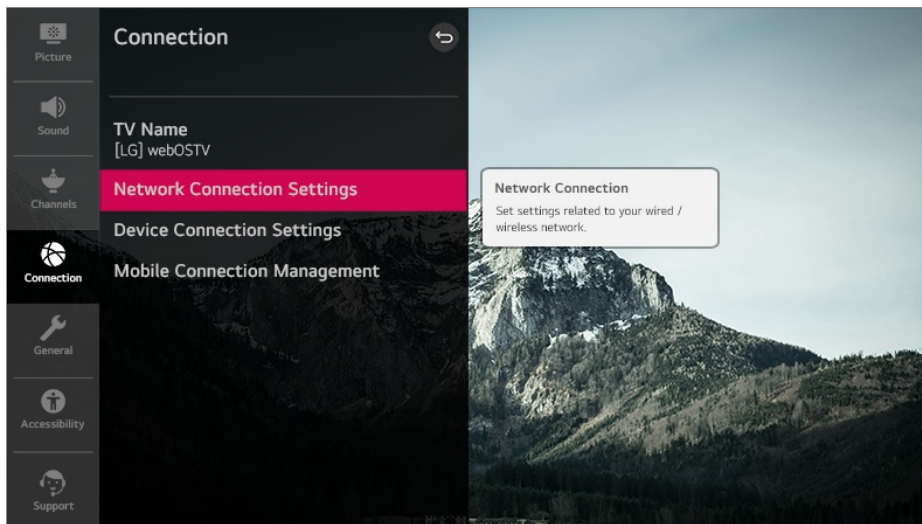 Picture
Sound
Channels
Connection
General
Accessibility
Support
Connection
TV Name
[LG] webOSTV
Network Connection Settings
Device Connection Settings
Mobile Connection Management
Network Connection
Set settings related to your wired /
wireless network.